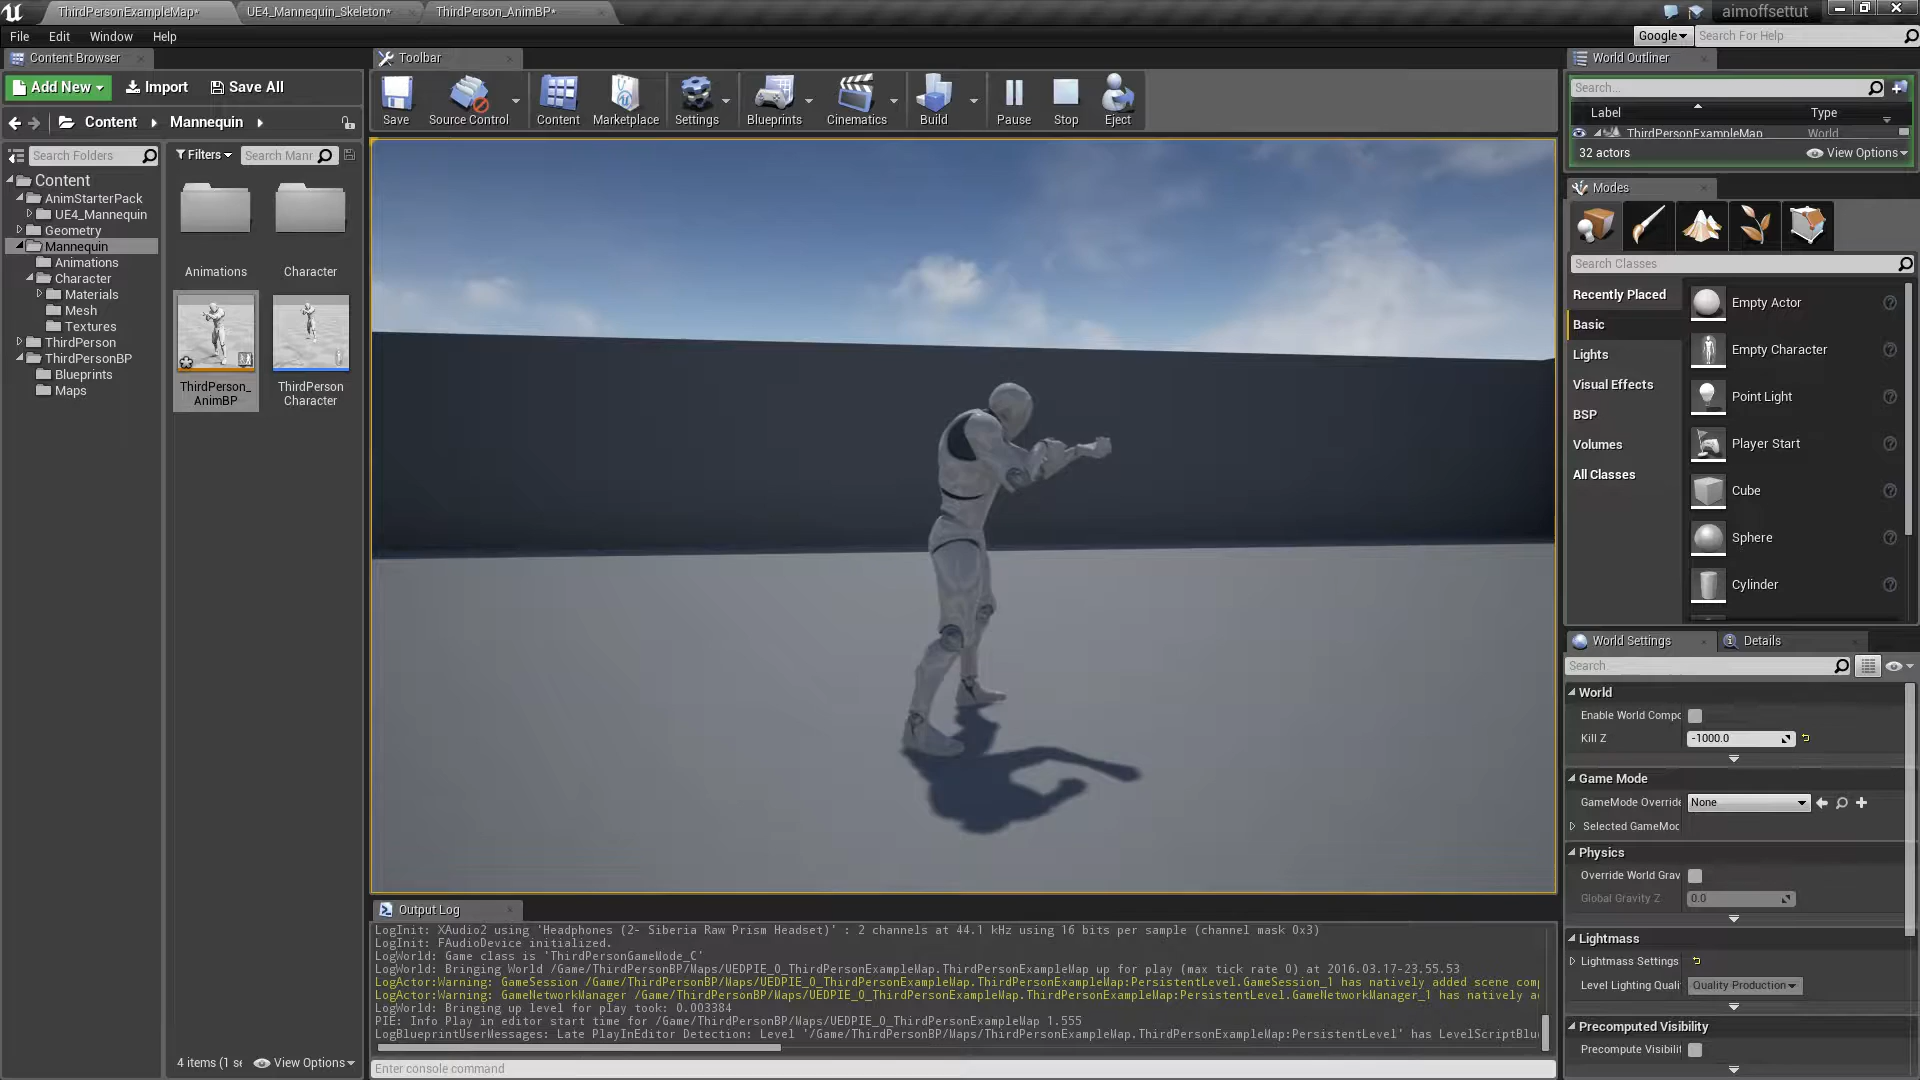 ThirdPersonExampleMap*
UE4_Mannequin_Skeleton*
ThirdPerson_AnimBP*
aimoffsettut
File Edit Window Help
Google
Search For Help
Content Browser
Toolbar
World Outliner
Add New
Import
Save All
Save
Source Control
Content
Marketplace
Settings
Blueprints
Cinematics
Build
Pause
Stop
Eject
Search...
Label
Type
ThirdPersonExampleMap
World
32 actors
View Options
Content
Mannequin
Search Folders
Filters
Search Manr
Content
AnimStarterPack
UE4_Mannequin
Geometry
Mannequin
Animations
Character
Materials
Mesh
Textures
ThirdPerson
ThirdPersonBP
Blueprints
Maps
Animations
Character
ThirdPerson_
AnimBP
ThirdPerson
Character
4 items (1 se
View Options
Modes
Search Classes
Recently Placed
Basic
Lights
Visual Effects
BSP
Volumes
All Classes
Empty Actor
Empty Character
Point Light
Player Start
Cube
Sphere
Cylinder
World Settings
Details
Search
World
Enable World Compo
Kill Z
-1000.0
Game Mode
GameMode Override
None
Selected GameMod
Physics
Override World Grav
Global Gravity Z
0.0
Lightmass
Lightmass Settings
Level Lighting Quali
Quality Production
Precomputed Visibility
Precompute Visibilit
Output Log
LogInit: XAudio2 using 'Headphones (2- Siberia Raw Prism Headset)' : 2 channels at 44.1 kHz using 16 bits per sample (channel mask 0x3)
LogInit: FAudioDevice initialized.
LogWorld: Game class is 'ThirdPersonGameMode_C'
LogWorld: Bringing World /Game/ThirdPersonBP/Maps/UEDPIE_0_ThirdPersonExampleMap.ThirdPersonExampleMap up for play (max tick rate 0) at 2016.03.17-23.55.53
LogActor:Warning: GameSession /Game/ThirdPersonBP/Maps/UEDPIE_0_ThirdPersonExampleMap.ThirdPersonExampleMap:PersistentLevel.GameSession_1 has natively added scene comp
LogActor:Warning: GameNetworkManager /Game/ThirdPersonBP/Maps/UEDPIE_0_ThirdPersonExampleMap.ThirdPersonExampleMap:PersistentLevel.GameNetworkManager_1 has natively a
LogWorld: Bringing up level for play took: 0.003384
PIE: Info Play in editor start time for /Game/ThirdPersonBP/Maps/UEDPIE_0_ThirdPersonExampleMap 1.555
LogBlueprintUserMessages: Late PlayInEditor Detection: Level '/Game/ThirdPersonBP/Maps/ThirdPersonExampleMap.ThirdPersonExampleMap:PersistentLevel' has LevelScriptBlu
Enter console command